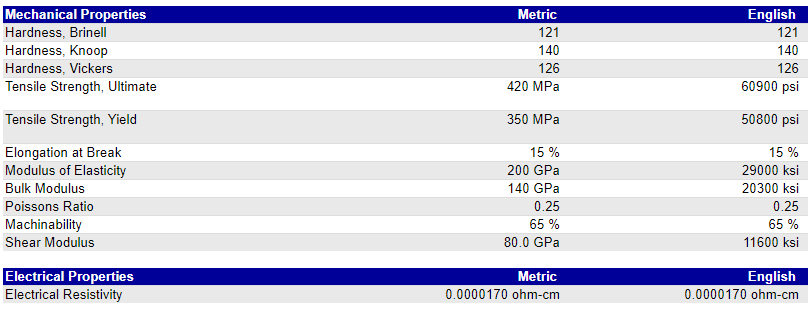 Mechanical Properties Metric English
Hardness, Brinell 121 121
Hardness, Knoop 140 140
Hardness, Vickers 126 126
Tensile Strength, Ultimate 420 MPa 60900 psi
Tensile Strength, Yield 350 MPa 50800 psi
Elongation at Break 15 % 15 %
Modulus of Elasticity 200 GPa 29000 ksi
Bulk Modulus 140 GPa 20300 ksi
Poissons Ratio 0.25 0.25
Machinability 65 % 65 %
Shear Modulus 80.0 GPa 11600 ksi
Electrical Properties Metric English
Electrical Resistivity 0.0000170 ohm-cm 0.0000170 ohm-cm